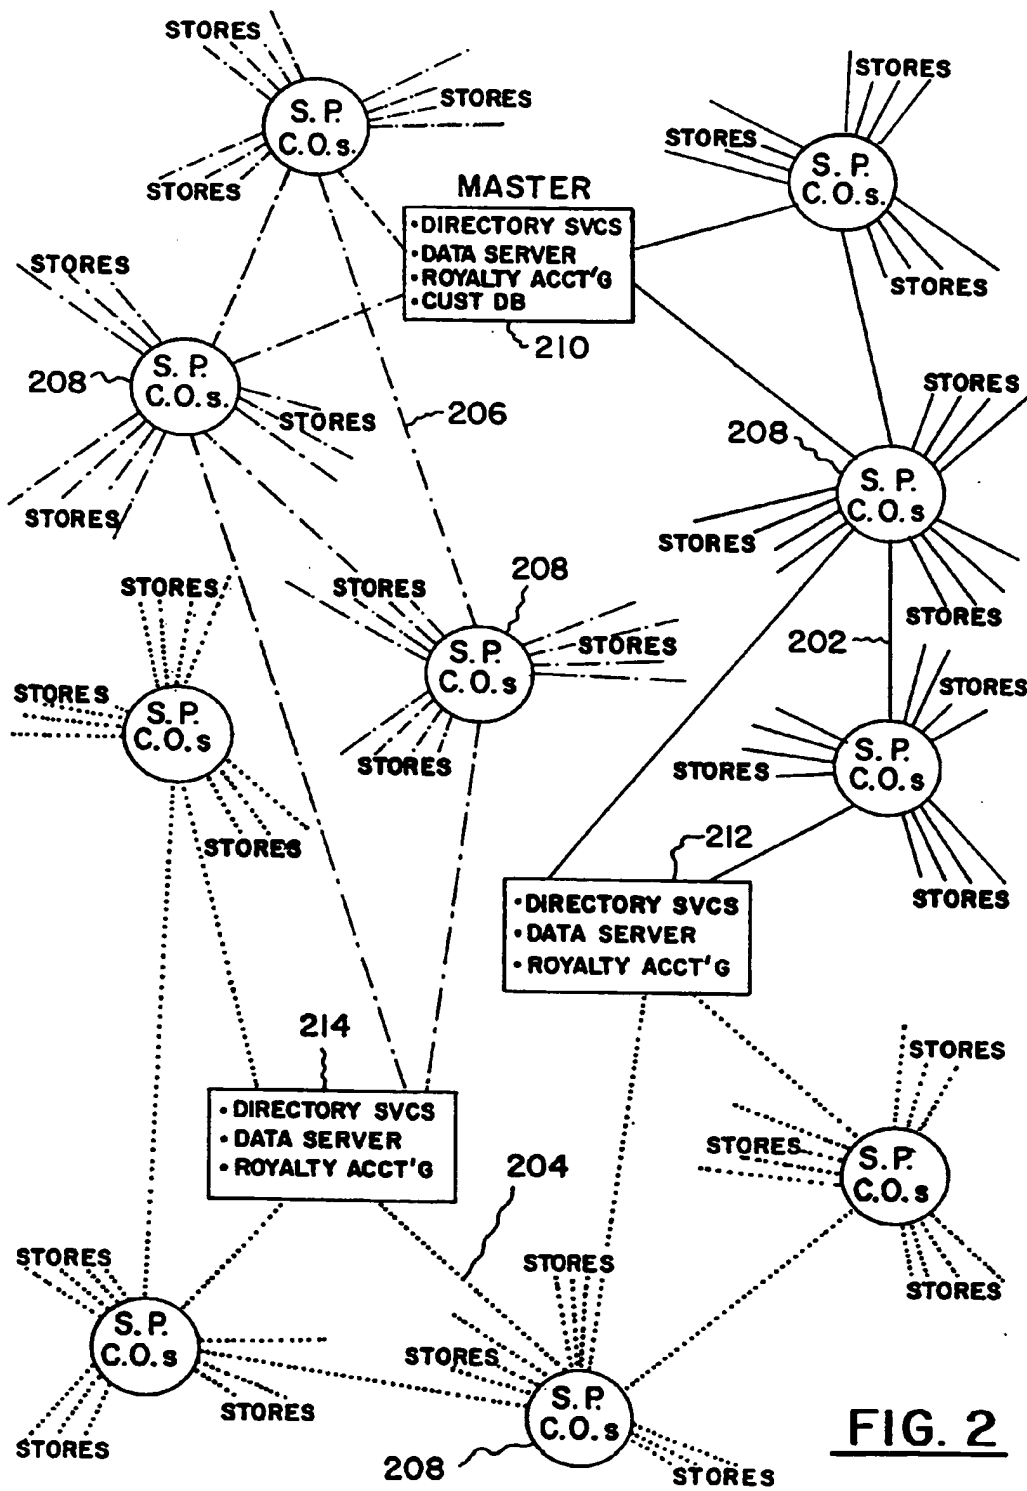 STORES
STORES
S. P.
C.O.s.
STORES
STORES
S. P.
C.O.s.
STORES
STORES
STORES
MASTER
•DIRECTORY SVCS
•DATA SERVER
•ROYALTY ACCT'G
•CUST DB
210
STORES
208
S. P.
C.O.s.
STORES
STORES
206
STORES
208
S. P.
C.O.s
STORES
STORES
202
STORES
208
STORES
S. P.
C.O.s
STORES
STORES
STORES
S. P.
C.O.s
STORES
STORES
S. P.
C.O.s
STORES
STORES
212
•DIRECTORY SVCS
•DATA SERVER
•ROYALTY ACCT'G
214
•DIRECTORY SVCS
•DATA SERVER
•ROYALTY ACCT'G
204
STORES
STORES
S. P.
C.O.s
STORES
STORES
S. P.
C.O.s
STORES
STORES
STORES
STORES
S. P.
C.O.s
208
STORES
FIG. 2